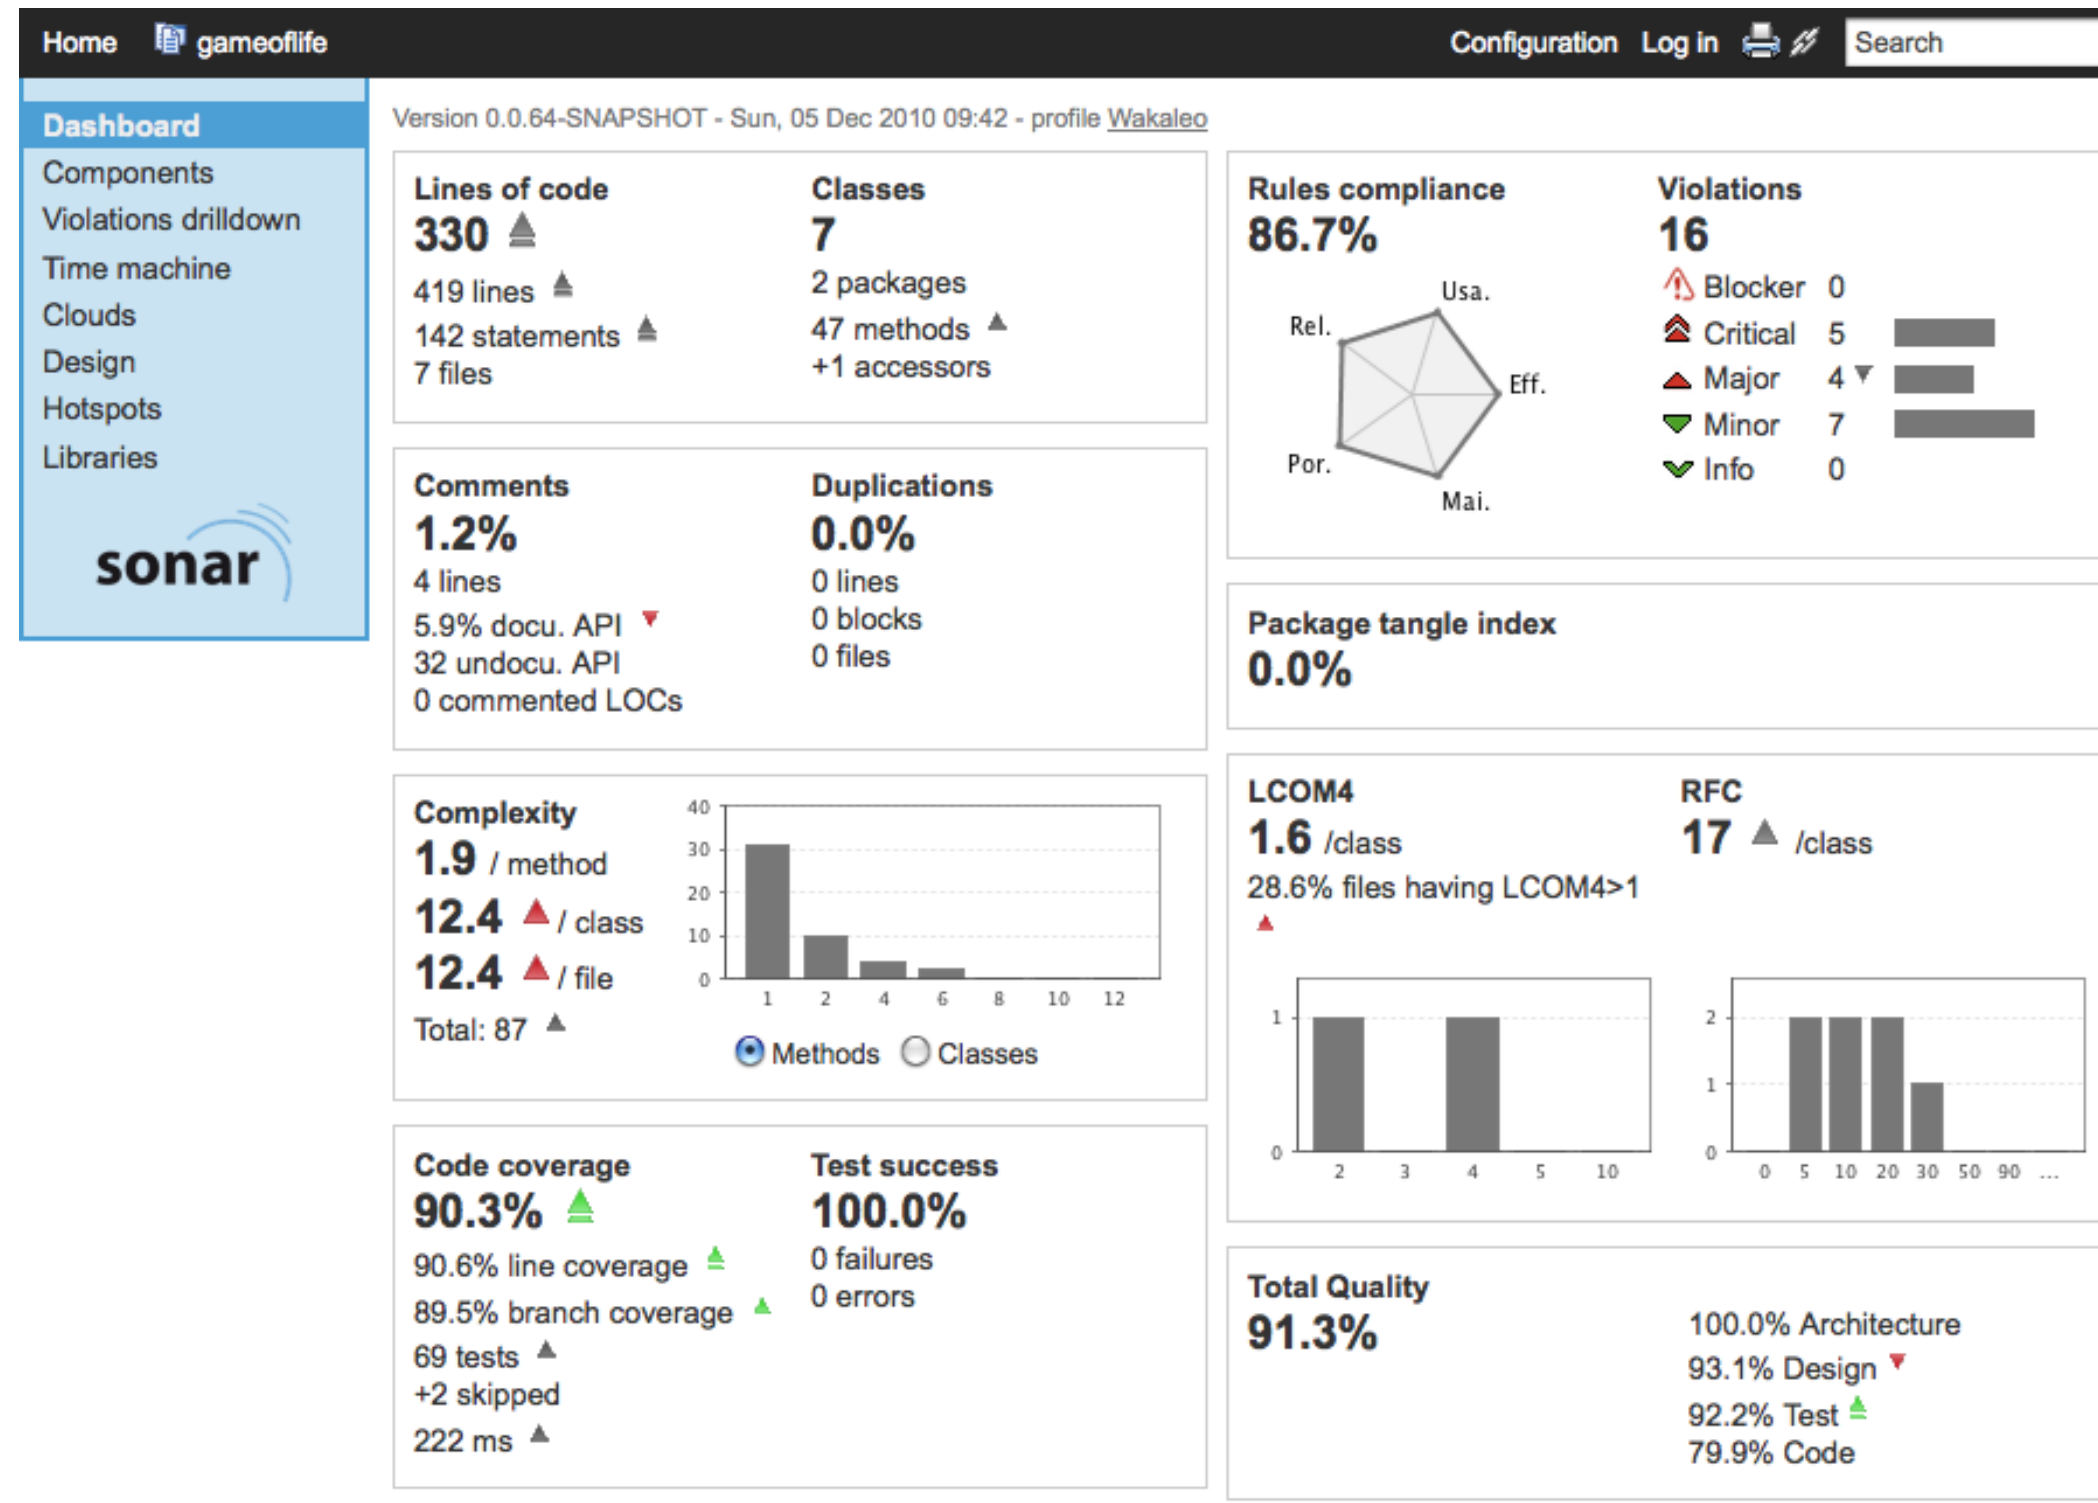 Home gameoflife Configuration Log in Search
Dashboard
Components
Violations drilldown
Time machine
Clouds
Design
Hotspots
Libraries
sonar
Version 0.0.64-SNAPSHOT - Sun, 05 Dec 2010 09:42 - profile Wakaleo
Lines of code
330
419 lines
142 statements
7 files
Classes
7
2 packages
47 methods
+1 accessors
Comments
1.2%
4 lines
5.9% docu. API
32 undocu. API
0 commented LOCs
Duplications
0.0%
0 lines
0 blocks
0 files
Complexity
1.9 / method
12.4 / class
12.4 / file
Total: 87
40
30
20
10
0
1 2 4 6 8 10 12
Methods Classes
Code coverage
90.3%
90.6% line coverage
89.5% branch coverage
69 tests
+2 skipped
222 ms
Test success
100.0%
0 failures
0 errors
Rules compliance
86.7%
Usa.
Rel.
Eff.
Por.
Mai.
Violations
16
Blocker 0
Critical 5
Major 4
Minor 7
Info 0
Package tangle index
0.0%
LCOM4
1.6 /class
28.6% files having LCOM4>1
1
0
2 3 4 5 10
RFC
17 /class
2
1
0
0 5 10 20 30 50 90 ...
Total Quality
91.3%
100.0% Architecture
93.1% Design
92.2% Test
79.9% Code